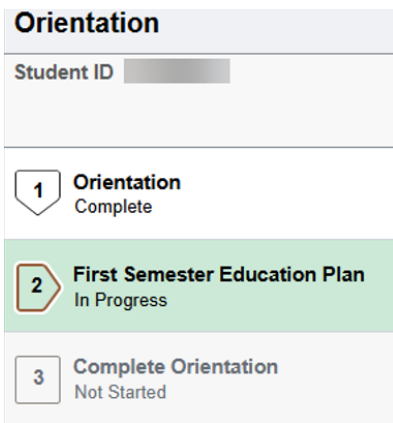 Orientation
Student ID
1
Orientation
Complete
2
First Semester Education Plan
In Progress
3
Complete Orientation
Not Started